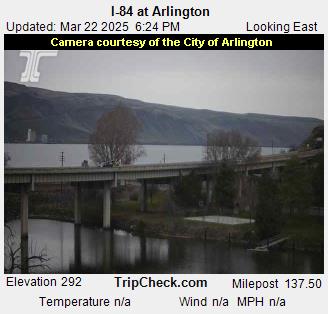 I-84 at Arlington
Updated: Mar 22 2025 6:24 PM Looking East
Camera courtesy of the City of Arlington
Elevation 292 TripCheck.com Milepost 137.50
Temperature n/a Wind n/a MPH n/a